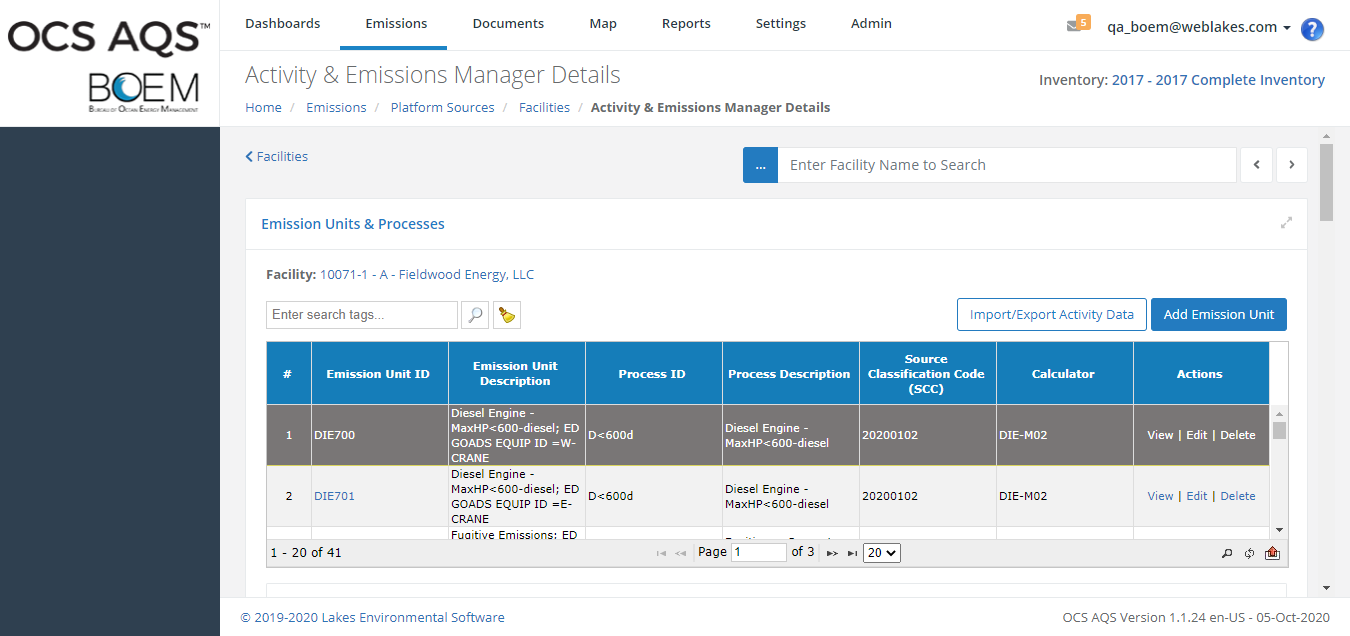 OCS AQS™
BOEM
BUREAU OF OCEAN ENERGY MANAGEMENT
Dashboards Emissions Documents Map Reports Settings Admin
5
qa_boem@weblakes.com
?
Activity & Emissions Manager Details
Inventory: 2017 - 2017 Complete Inventory
Home / Emissions / Platform Sources / Facilities / Activity & Emissions Manager Details
Facilities
...
Enter Facility Name to Search
Emission Units & Processes
Facility: 10071-1 - A - Fieldwood Energy, LLC
Enter search tags...
Import/Export Activity Data
Add Emission Unit
# Emission Unit ID Emission Unit Description Process ID Process Description Source Classification Code (SCC) Calculator Actions
1 DIE700 Diesel Engine - MaxHP<600-diesel; ED GOADS EQUIP ID =W-CRANE D<600d Diesel Engine - MaxHP<600-diesel 20200102 DIE-M02 View | Edit | Delete
2 DIE701 Diesel Engine - MaxHP<600-diesel; ED GOADS EQUIP ID =E-CRANE D<600d Diesel Engine - MaxHP<600-diesel 20200102 DIE-M02 View | Edit | Delete
Fugitive Emissions; ED
1 - 20 of 41
Page 1 of 3
20
© 2019-2020 Lakes Environmental Software
OCS AQS Version 1.1.24 en-US - 05-Oct-2020